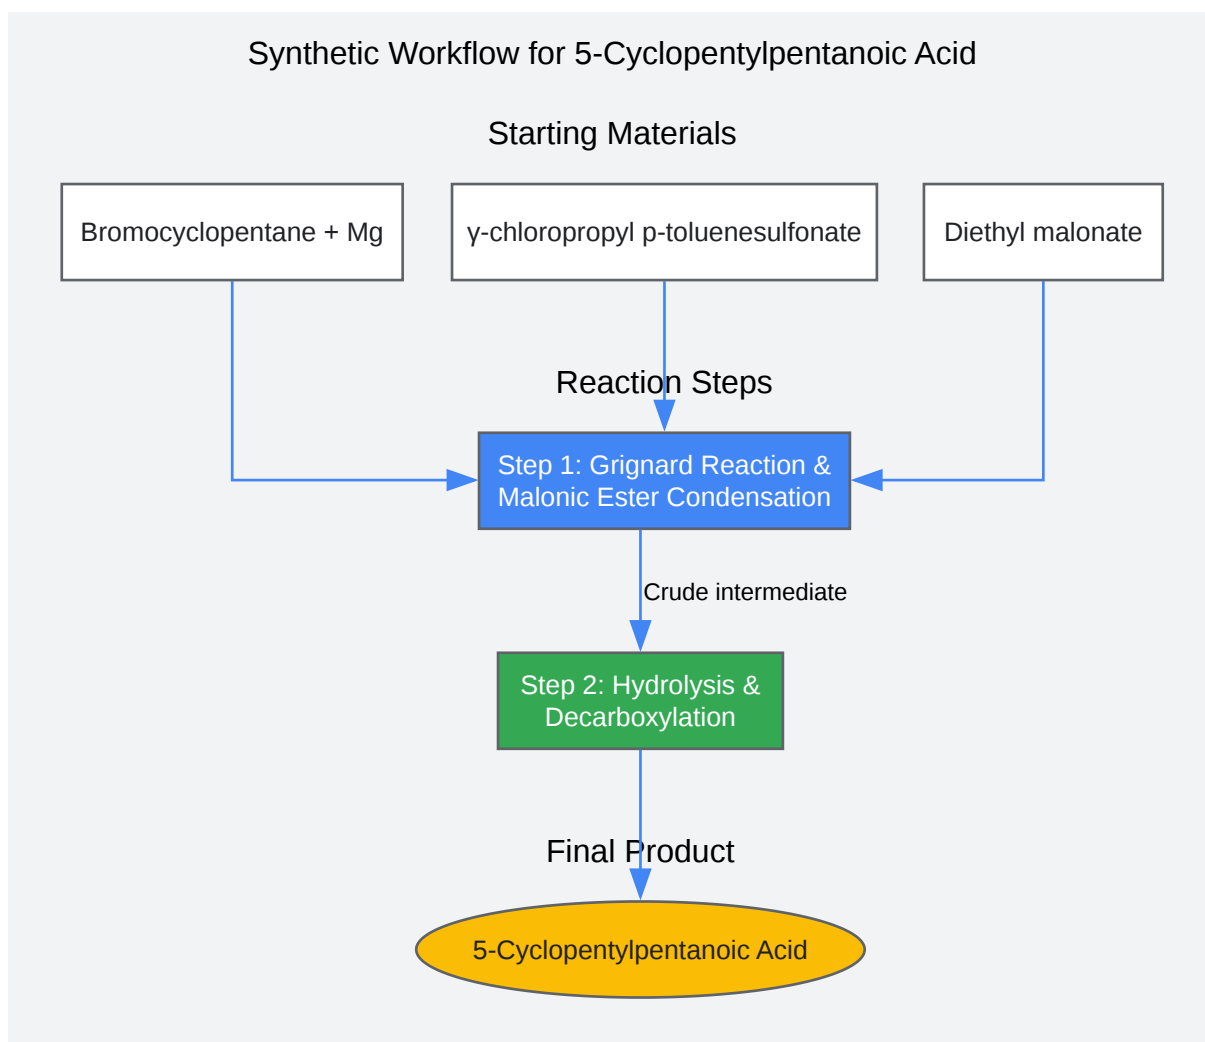 Synthetic Workflow for 5-Cyclopentylpentanoic Acid
Starting Materials
Bromocyclopentane + Mg
γ-chloropropyl p-toluenesulfonate
Diethyl malonate
Reaction Steps
Step 1: Grignard Reaction &
Malonic Ester Condensation
Crude intermediate
Step 2: Hydrolysis &
Decarboxylation
Final Product
5-Cyclopentylpentanoic Acid